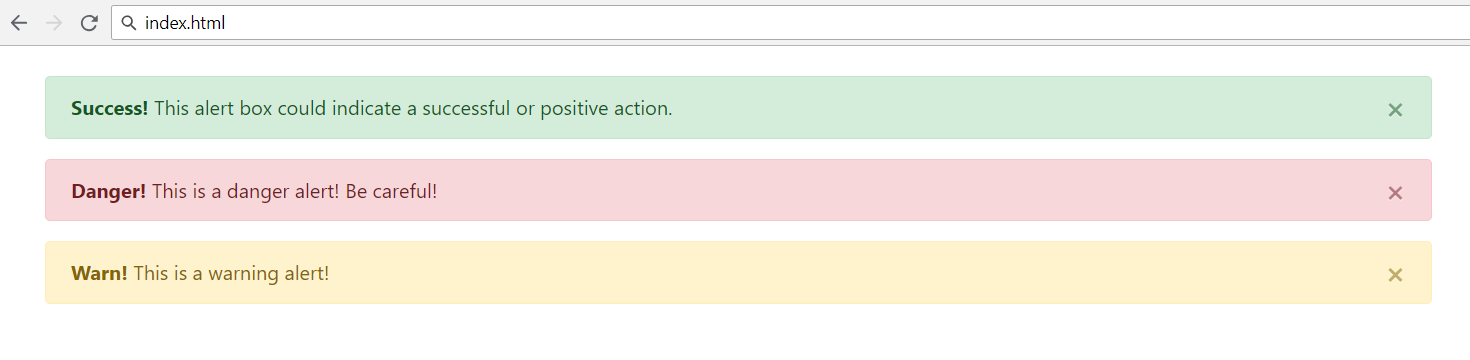 index.html
Success! This alert box could indicate a successful or positive action. ×
Danger! This is a danger alert! Be careful! ×
Warn! This is a warning alert! ×